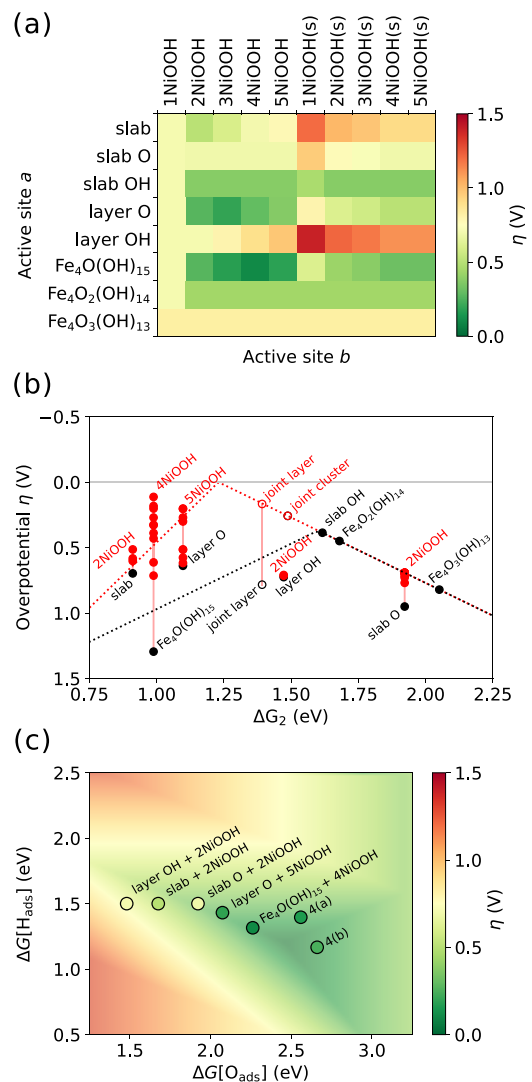 (a)
1NiOOH
2NiOOH
3NiOOH
4NiOOH
5NiOOH
1NiOOH(s)
2NiOOH(s)
3NiOOH(s)
4NiOOH(s)
5NiOOH(s)
Active site a
slab
slab O
slab OH
layer O
layer OH
Fe₄O(OH)₁₅
Fe₄O₂(OH)₁₄
Fe₄O₃(OH)₁₃
Active site b
1.5
1.0
0.5
0.0
η (V)
(b)
Overpotential η (V)
−0.5
0.0
0.5
1.0
1.5
2NiOOH
4NiOOH
5NiOOH
joint layer
joint cluster
slab OH
Fe₄O₂(OH)₁₄
slab
layer O
2NiOOH
layer OH
2NiOOH
Fe₄O₃(OH)₁₃
Fe₄O(OH)₁₅
joint layer
slab O
0.75 1.00 1.25 1.50 1.75 2.00 2.25
ΔG₂ (eV)
(c)
ΔG[H_ads] (eV)
2.5
2.0
1.5
1.0
0.5
layer OH + 2NiOOH
slab + 2NiOOH
slab O + 2NiOOH
layer O + 5NiOOH
Fe₄O(OH)₁₅ + 4NiOOH
4(a)
4(b)
1.5 2.0 2.5 3.0
ΔG[O_ads] (eV)
1.5
1.0
0.5
0.0
η (V)